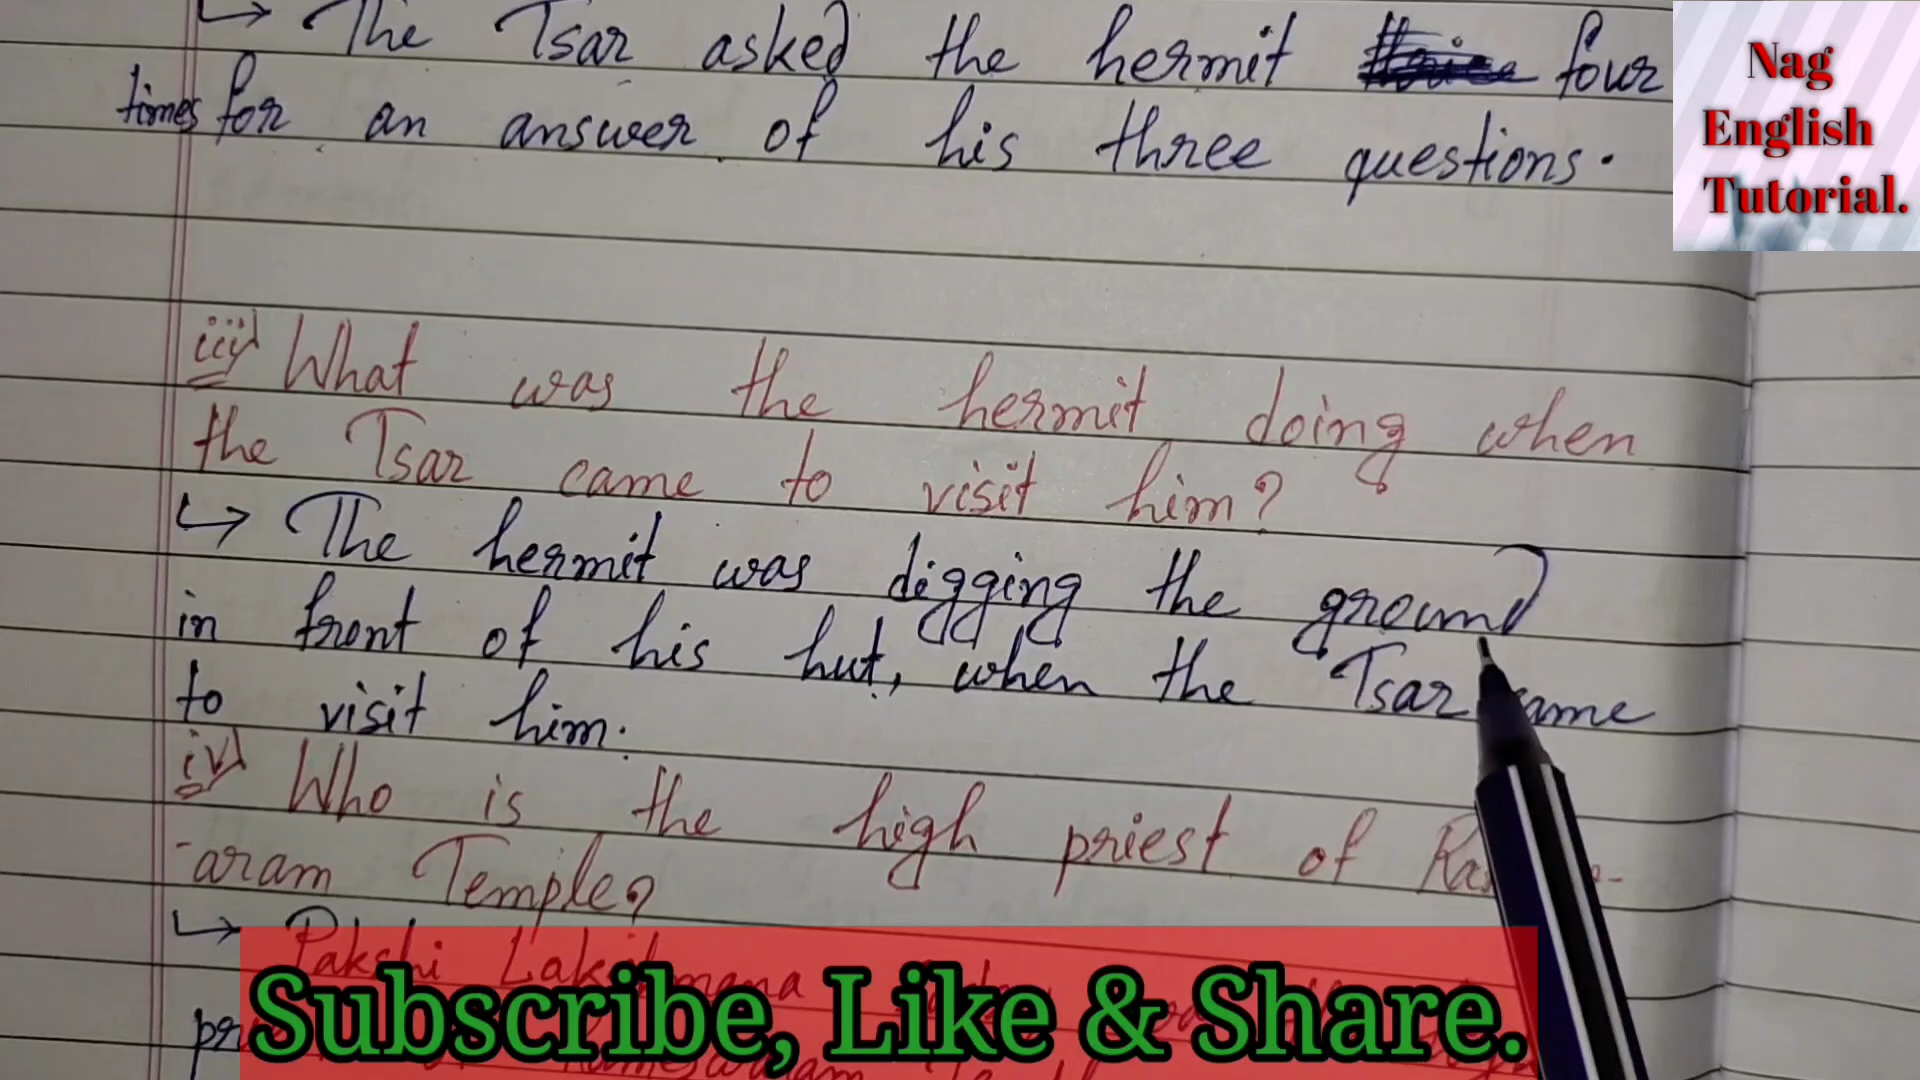 ↳ The Tsar asked the hermit four
times for an answer of his three questions.
Nag
English
Tutorial.
iii) What was the hermit doing when
the Tsar came to visit him?
↳ The hermit was digging the ground
in front of his hut, when the Tsar came
to visit him.
iv) Who is the high priest of
-aram Temple?
↳ Pakshi Lakshmana
Subscribe, Like & Share.